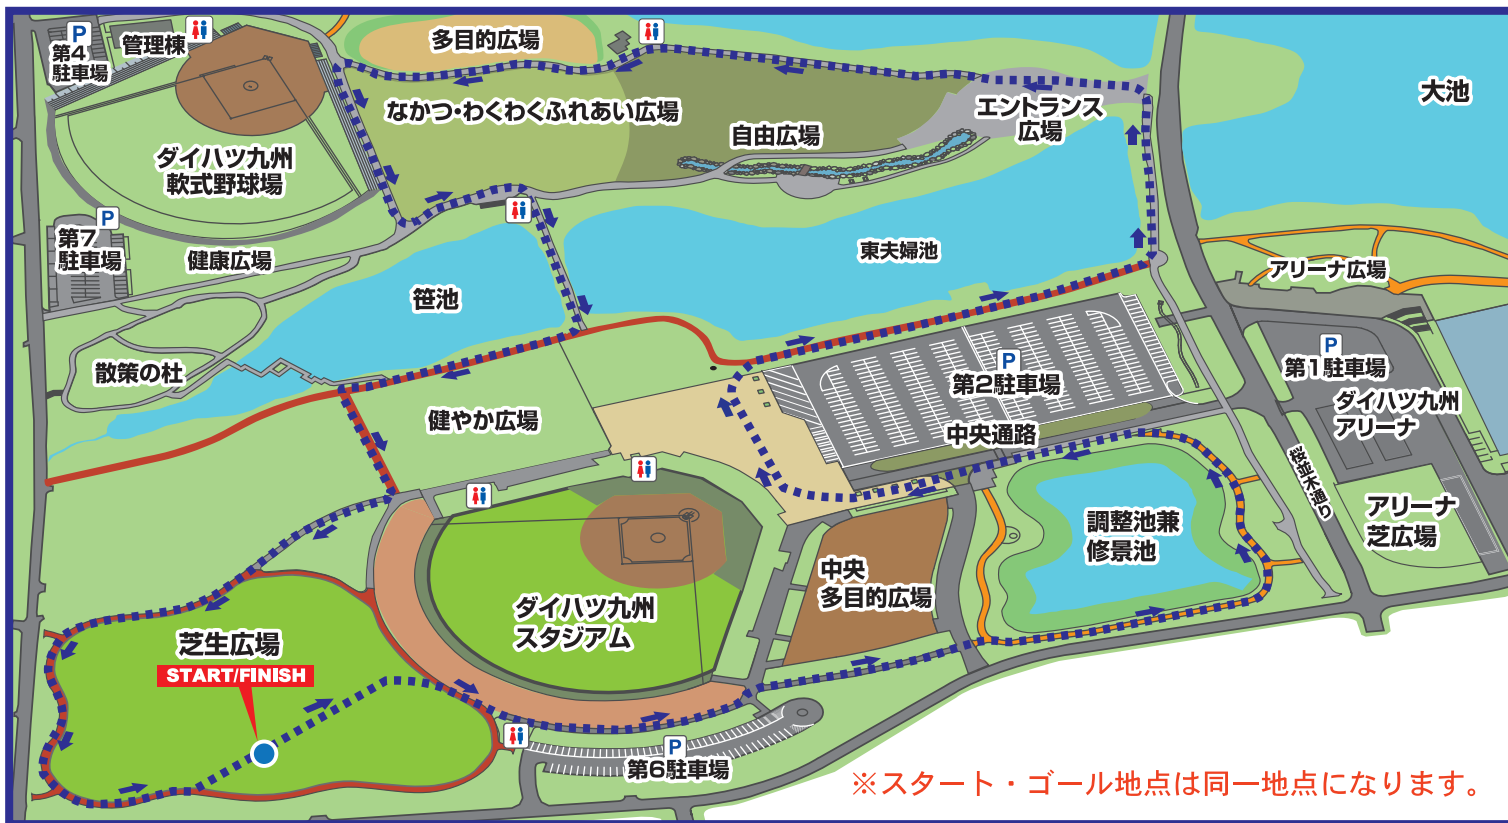 P
第4
駐車場
管理棟
多目的広場
なかつ・わくわくふれあい広場
自由広場
エントランス
広場
大池
ダイハツ九州
軟式野球場
P
第7
駐車場
健康広場
東夫婦池
笹池
アリーナ広場
散策の杜
健やか広場
P
第2駐車場
中央通路
P
第1駐車場
ダイハツ九州
アリーナ
桜並木通り
アリーナ
芝広場
調整池兼
修景池
中央
多目的広場
ダイハツ九州
スタジアム
芝生広場
START/FINISH
P
第6駐車場
※スタート・ゴール地点は同一地点になります。